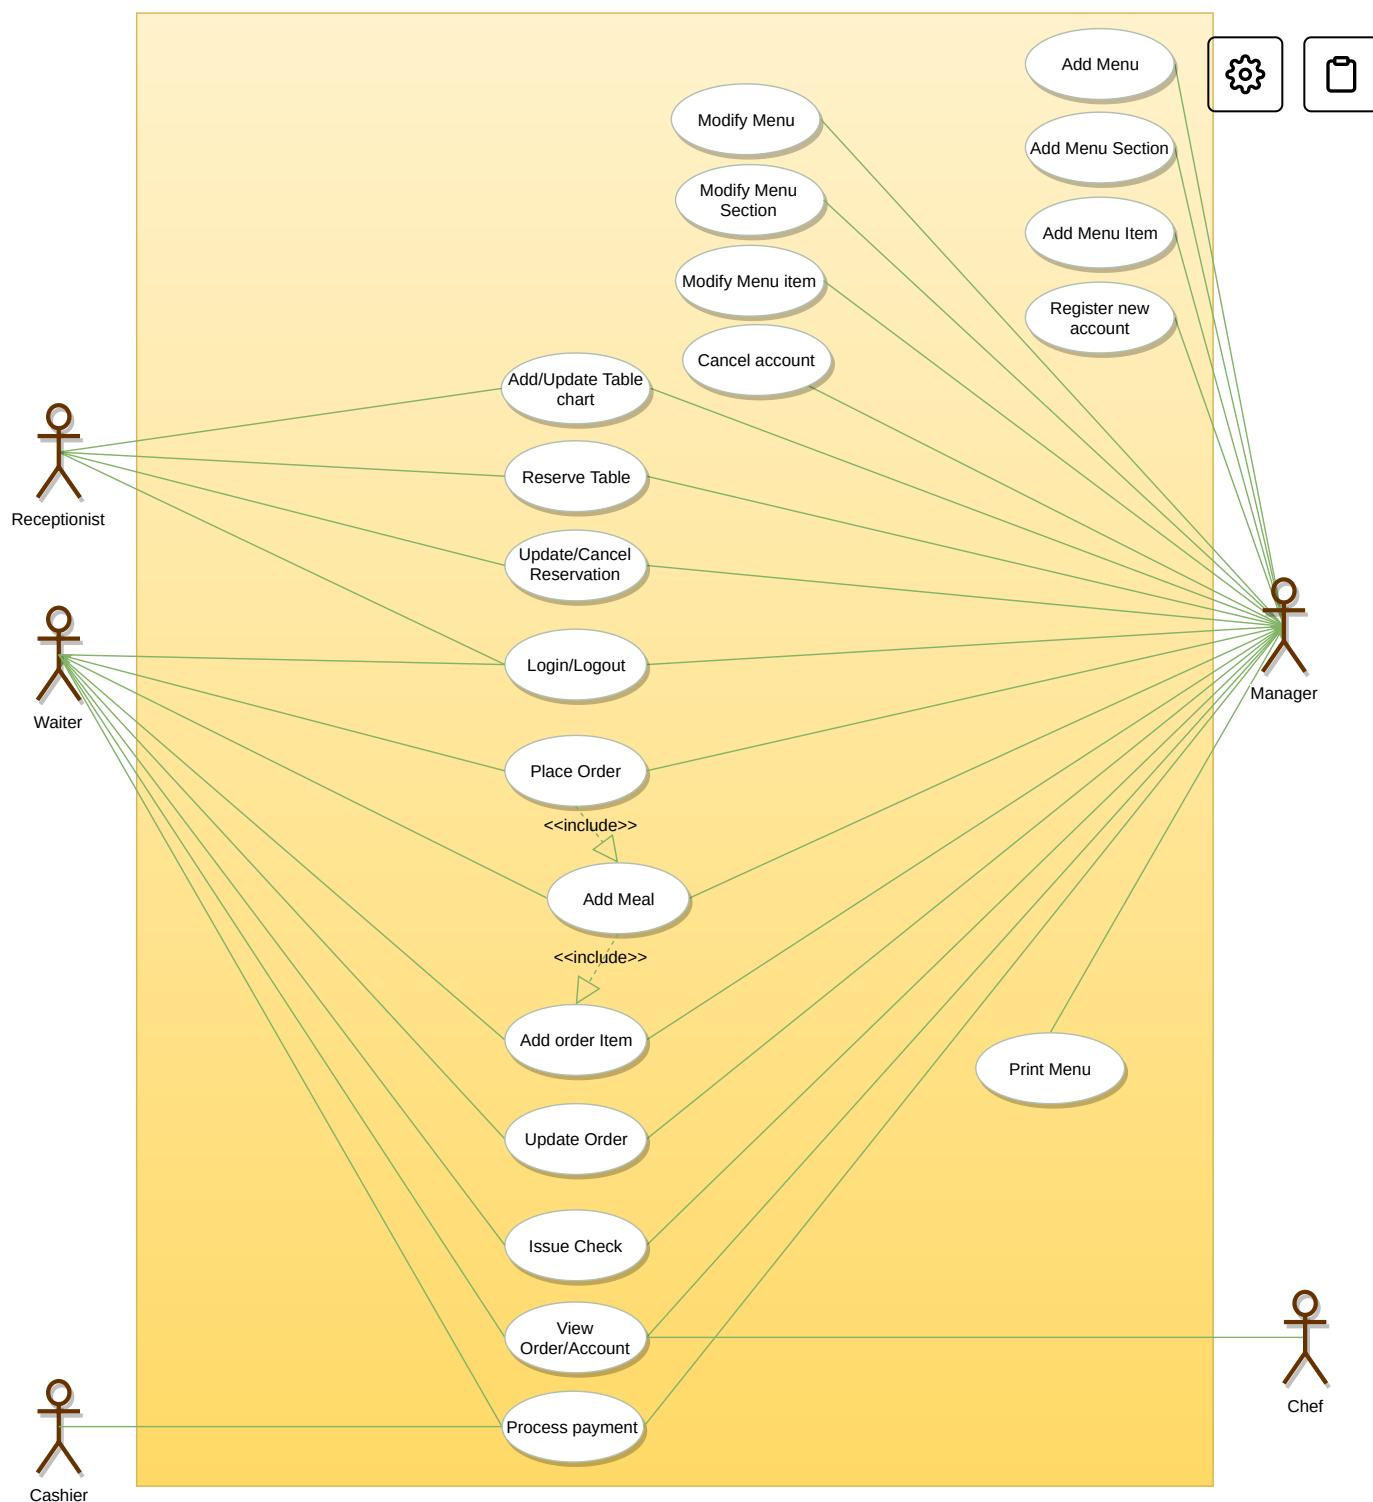 Add Menu
Modify Menu
Add Menu Section
Modify Menu
Section
Add Menu Item
Modify Menu item
Register new
account
Cancel account
Add/Update Table
chart
Reserve Table
Receptionist
Update/Cancel
Reservation
Login/Logout
Manager
Waiter
Place Order
<<include>>
Add Meal
<<include>>
Add order Item
Print Menu
Update Order
Issue Check
View
Order/Account
Chef
Process payment
Cashier